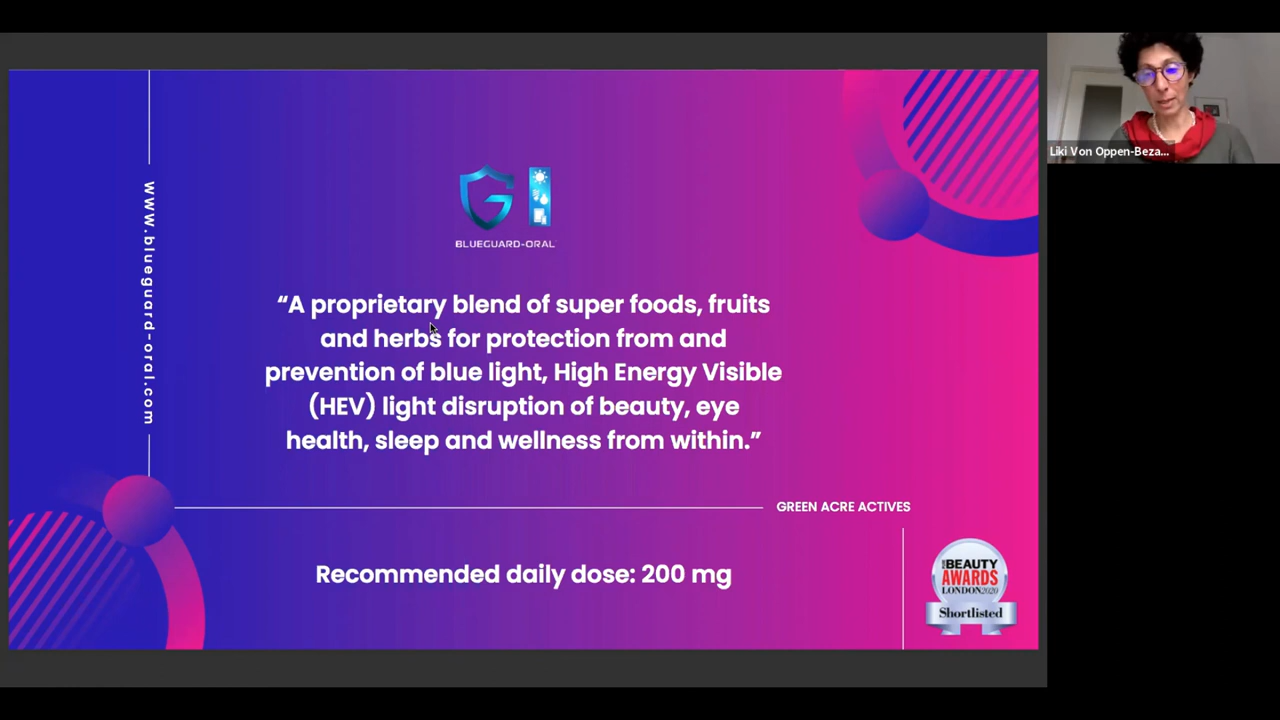 www.blueguard-oral.com
BLUEGUARD-ORAL
“A proprietary blend of super foods, fruits
and herbs for protection from and
prevention of blue light, High Energy Visible
(HEV) light disruption of beauty, eye
health, sleep and wellness from within.”
GREEN ACRE ACTIVES
Recommended daily dose: 200 mg
BEAUTY
AWARDS
LONDON2020
Shortlisted
Liki Von Oppen-Beza...